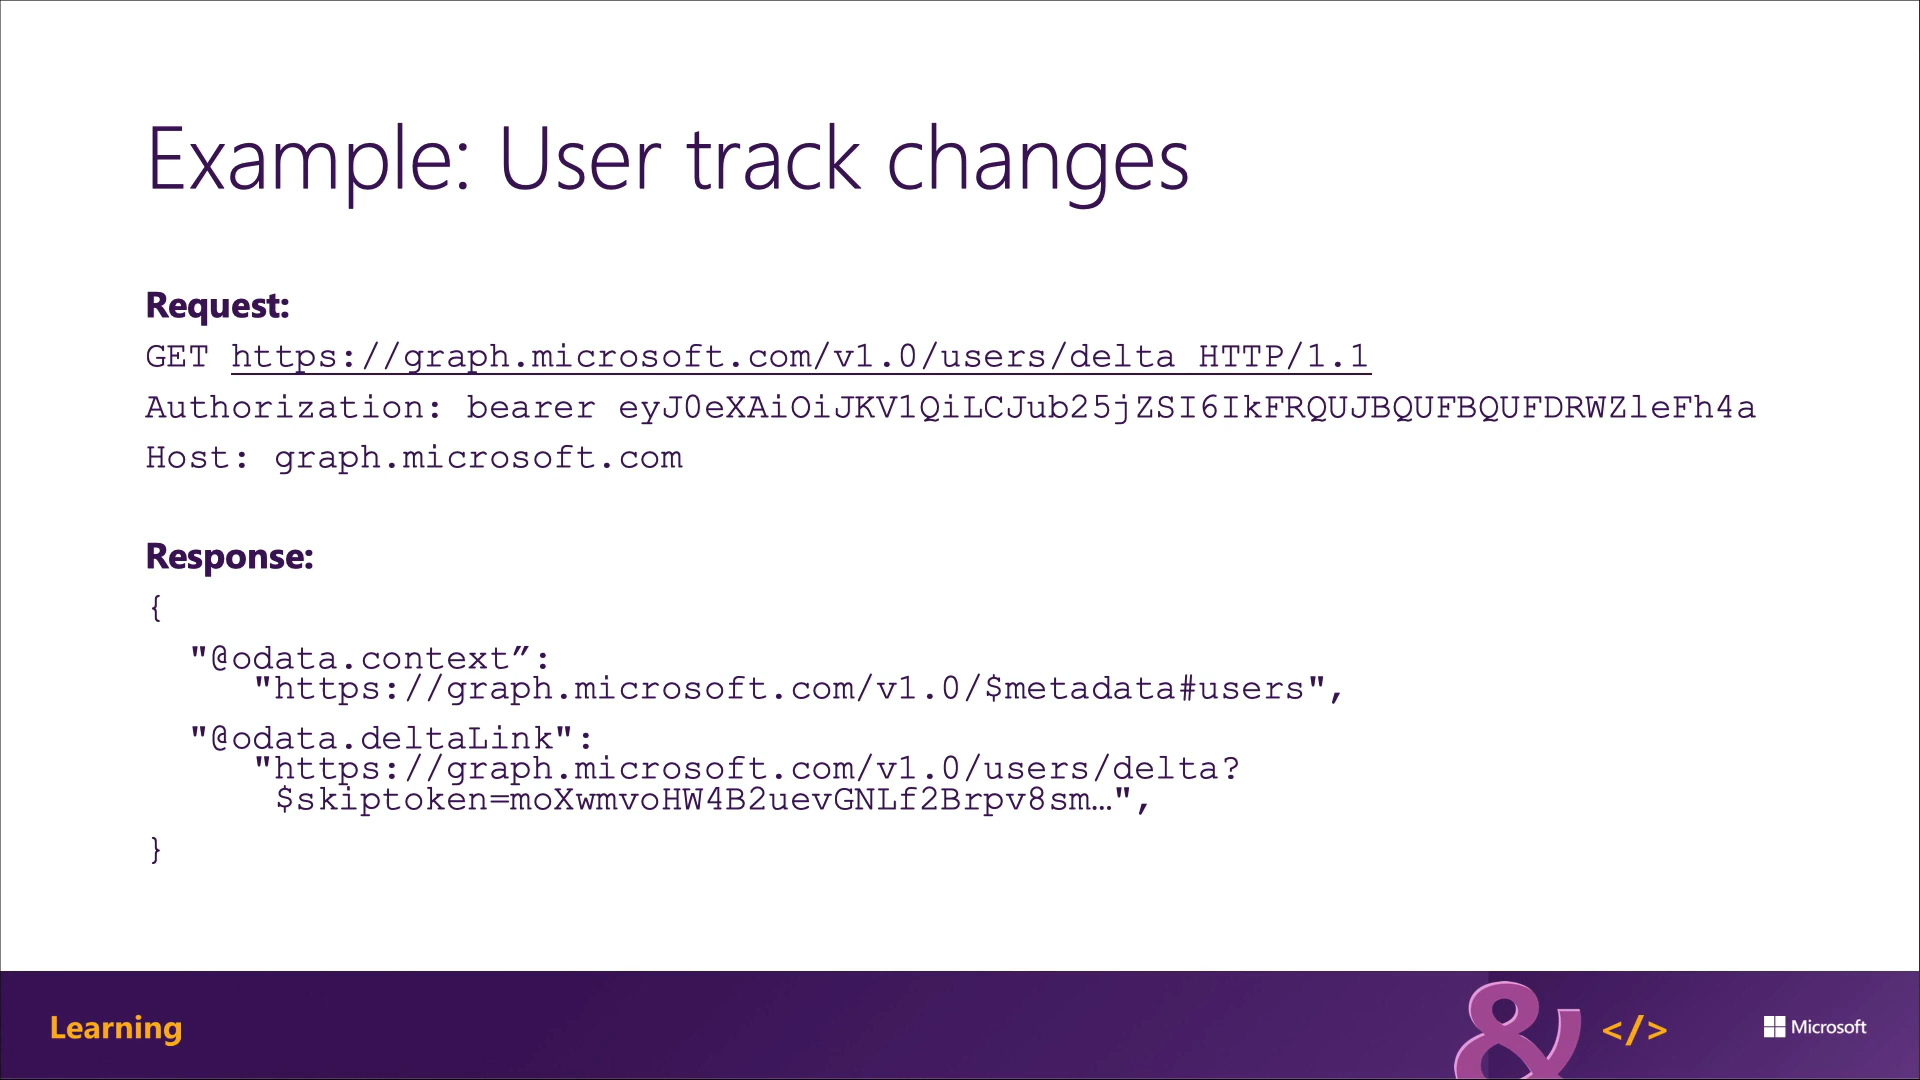 Example: User track changes
Request:
GET https://graph.microsoft.com/v1.0/users/delta HTTP/1.1
Authorization: bearer eyJ0eXAiOiJKV1QiLCJub25jZSI6IkFRQUJBQUFBQUFDRWZleFh4a
Host: graph.microsoft.com
Response:
{
"@odata.context”:
"https://graph.microsoft.com/v1.0/$metadata#users",
"@odata.deltaLink":
"https://graph.microsoft.com/v1.0/users/delta?
$skiptoken=moXwmvoHW4B2uevGNLf2Brpv8sm…",
}
Learning
& </>
Microsoft